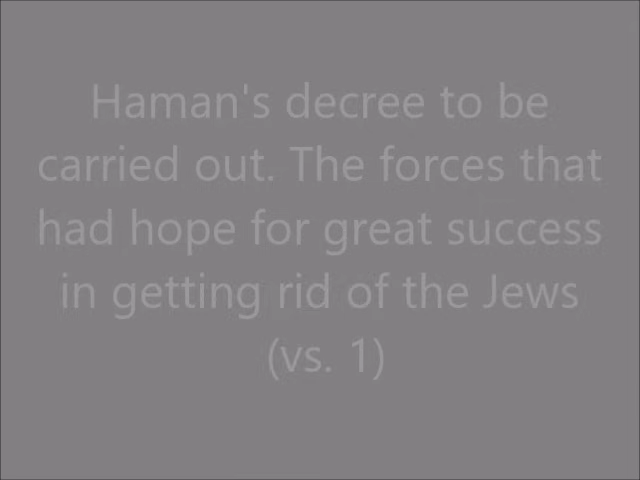 Haman's decree to be
carried out. The forces that
had hope for great success
in getting rid of the Jews
(vs. 1)